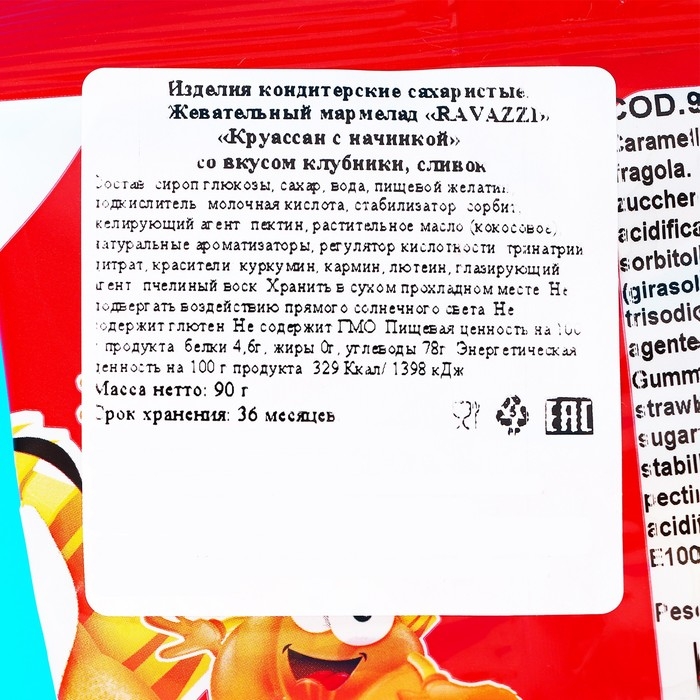 Изделия кондитерские сахаристые.
Жевательный мармелад «RAVAZZI»
«Круассан с начинкой»
со вкусом клубники, сливок
Состав сироп глюкозы, сахар, вода, пищевой желатин,
подкислитель молочная кислота, стабилизатор сорбит,
желирующий агент пектин, растительное масло (кокосовое),
натуральные ароматизаторы, регулятор кислотности тринатрий
цитрат, красители куркумин, кармин, лютеин, глазирующий
агент пчелиный воск Хранить в сухом прохладном месте Не
подвергать воздействию прямого солнечного света Не
содержит глютен Не содержит ГМО Пищевая ценность на 100
г продукта белки 4,6г, жиры 0г, углеводы 78г Энергетическая
ценность на 100 г продукта 329 Ккал/ 1398 кДж
Масса нетто: 90 г
Срок хранения: 36 месяцев
5
EAC
COD.9
Caramell
fragola.
zuccher
acidifica
sorbitol
(girasol
trisodic
agente
Gumm
strawb
sugar
stabil
pecti
acidi
E100
Peso